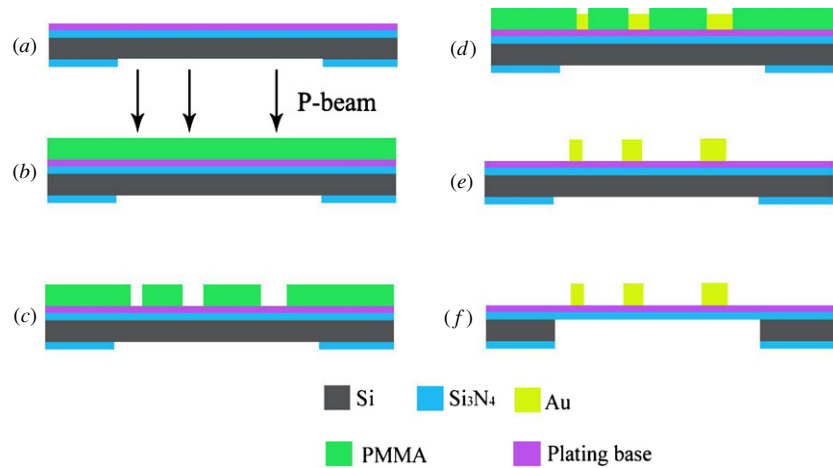 (a)
P-beam
(b)
(c)
(d)
(e)
(f)
Si
Si3N4
Au
PMMA
Plating base